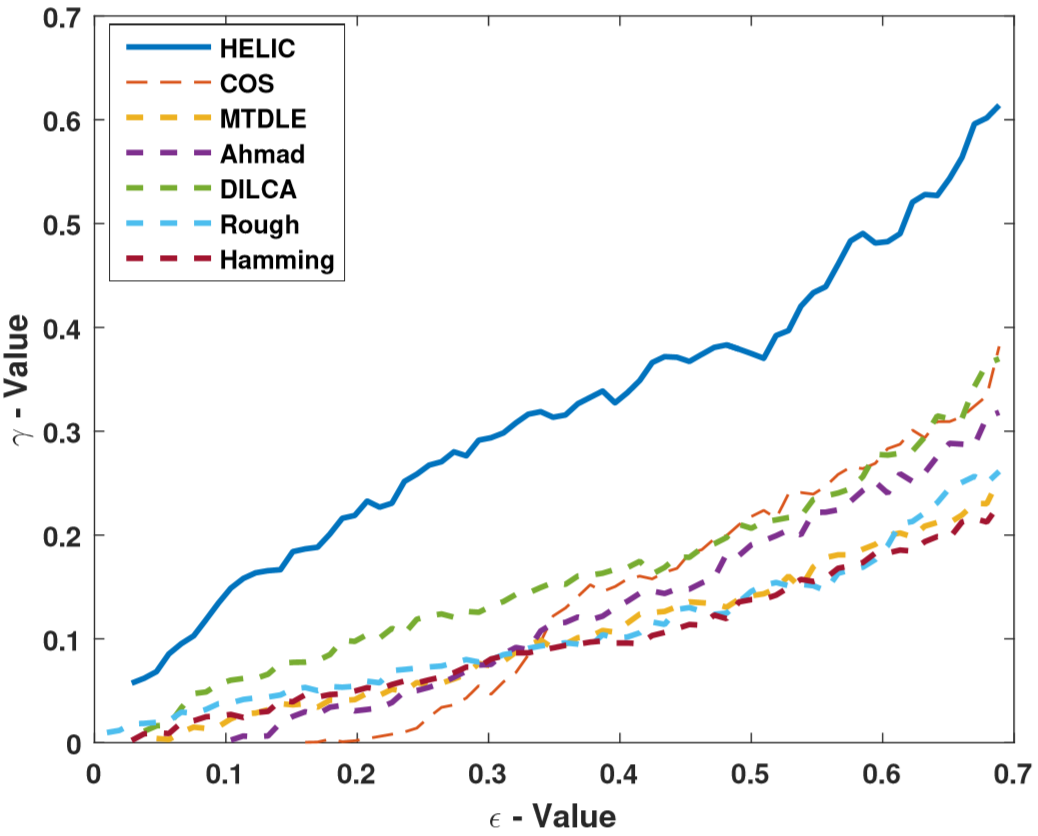 0.7
0.6
0.5
0.4
0.3
0.2
0.1
0
γ - Value
HELIC
COS
MTDLE
Ahmad
DILCA
Rough
Hamming
0 0.1 0.2 0.3 0.4 0.5 0.6 0.7
ϵ - Value